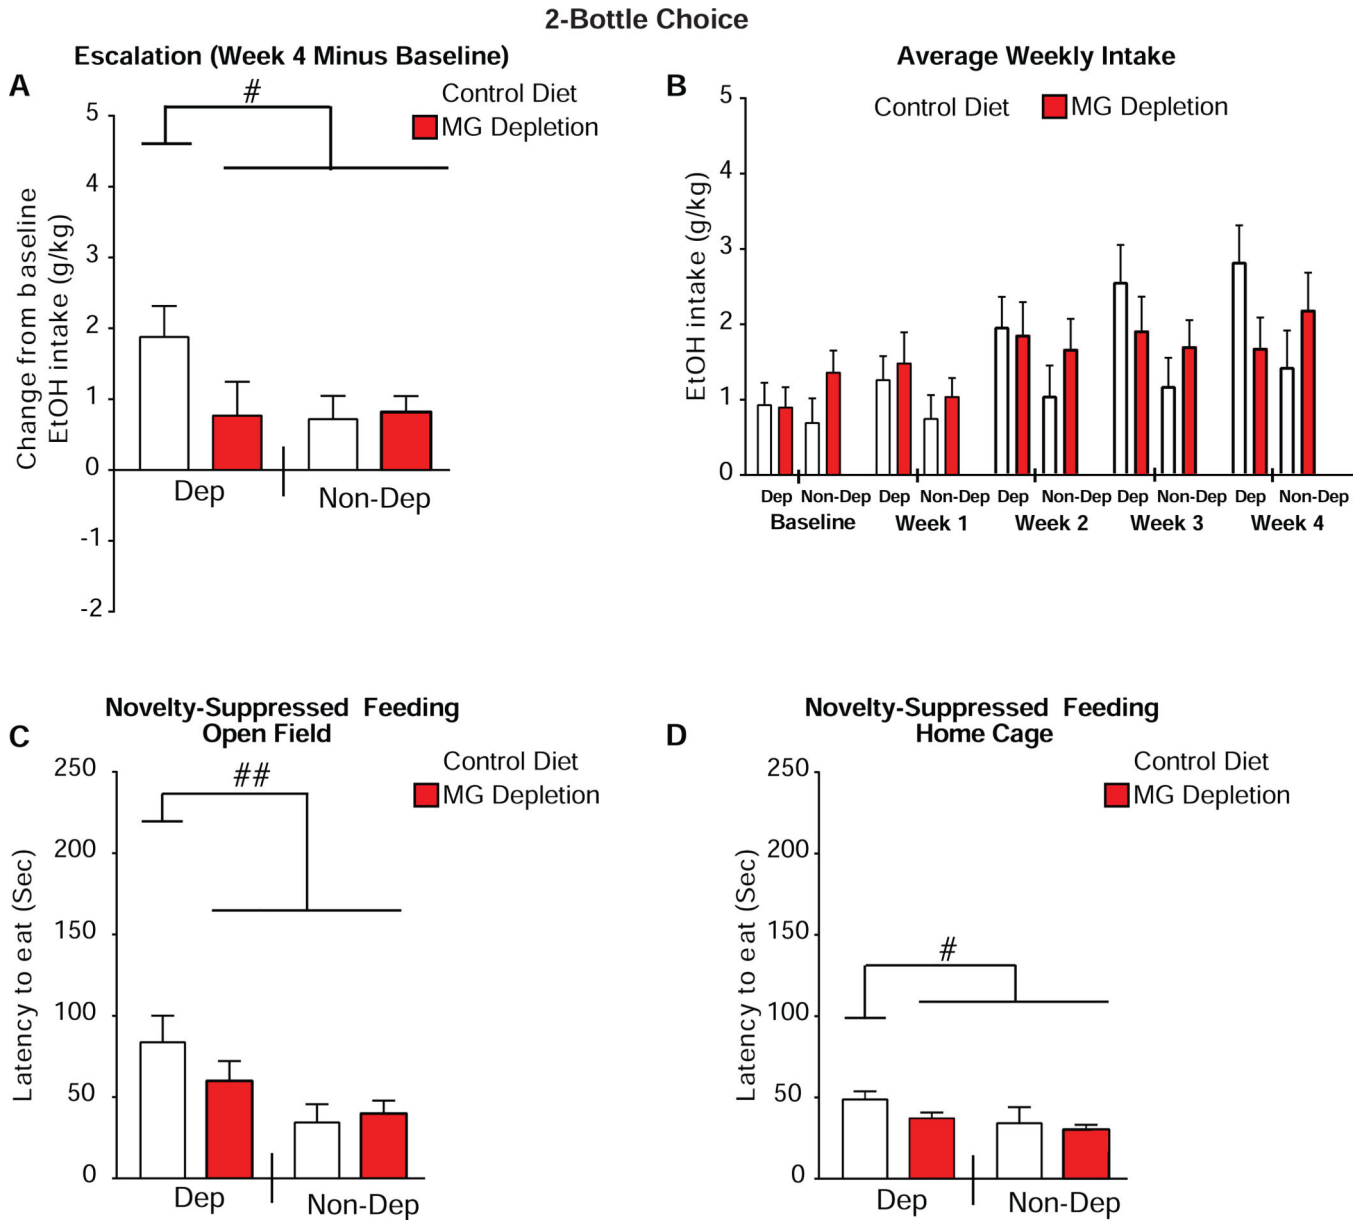 2-Bottle Choice
Escalation (Week 4 Minus Baseline)
A
#
Control Diet
MG Depletion
Change from baseline
EtOH intake (g/kg)
5
4
3
2
1
0
-1
-2
Dep
Non-Dep
Average Weekly Intake
B
Control Diet
MG Depletion
EtOH intake (g/kg)
5
4
3
2
1
0
Dep Non-Dep Dep Non-Dep Dep Non-Dep Dep Non-Dep Dep Non-Dep
Baseline Week 1 Week 2 Week 3 Week 4
Novelty-Suppressed Feeding
Open Field
C
##
Control Diet
MG Depletion
Latency to eat (Sec)
250
200
150
100
50
0
Dep
Non-Dep
Novelty-Suppressed Feeding
Home Cage
D
Control Diet
MG Depletion
#
Latency to eat (Sec)
250
200
150
100
50
0
Dep
Non-Dep